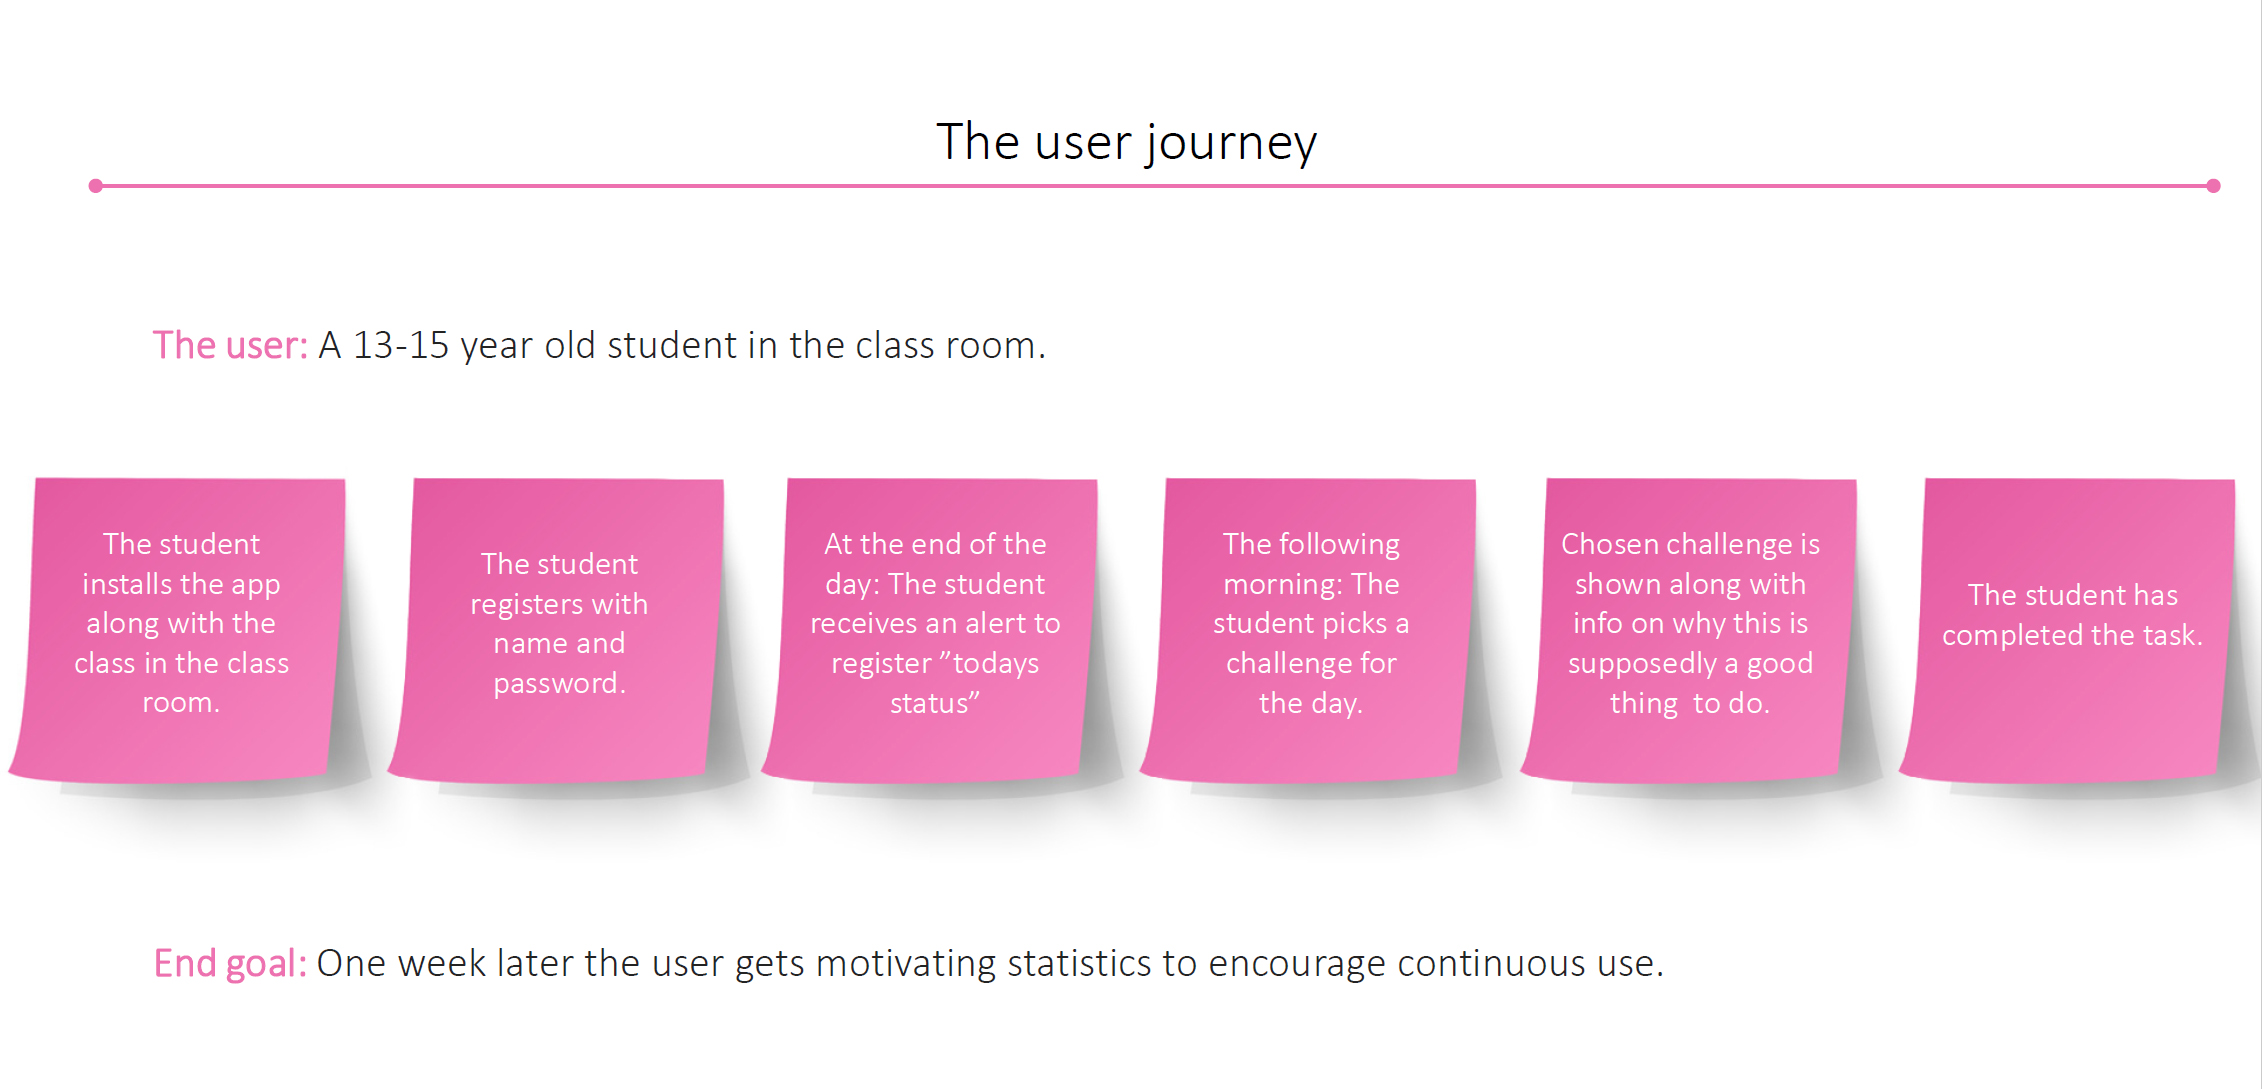 The user journey
The user: A 13-15 year old student in the class room.
The student
installs the app
along with the
class in the class
room.
The student
registers with
name and
password.
At the end of the
day: The student
receives an alert to
register ”todays
status”
The following
morning: The
student picks a
challenge for
the day.
Chosen challenge is
shown along with
info on why this is
supposedly a good
thing  to do.
The student has
completed the task.
End goal: One week later the user gets motivating statistics to encourage continuous use.